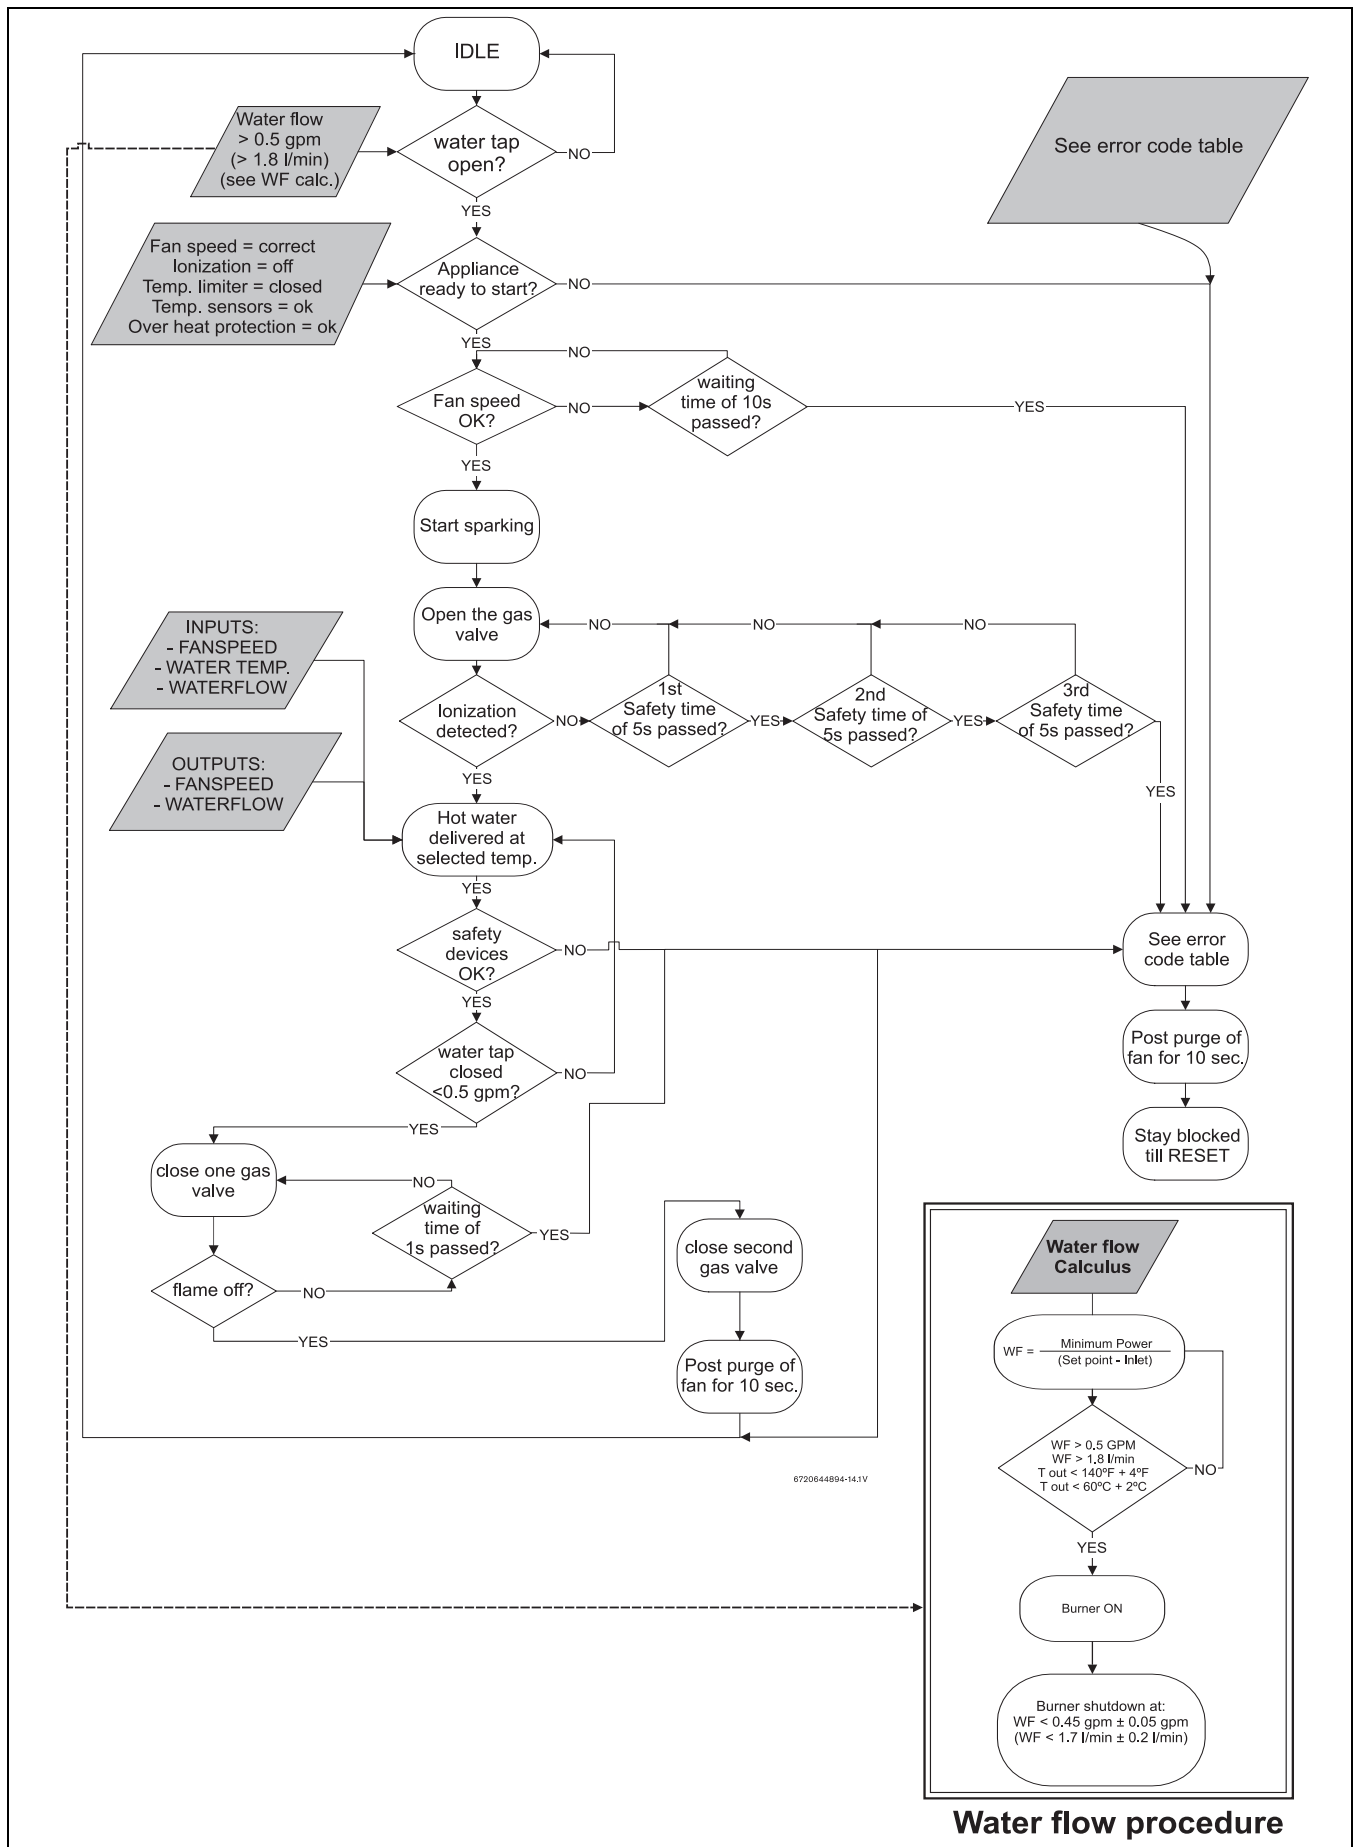 IDLE
Water flow
> 0.5 gpm
(> 1.8 l/min)
(see WF calc.)
water tap
open?
NO
See error code table
YES
Fan speed = correct
Ionization = off
Temp. limiter = closed
Temp. sensors = ok
Over heat protection = ok
Appliance
ready to start?
NO
YES
NO
Fan speed
OK?
NO
waiting
time of 10s
passed?
YES
YES
Start sparking
Open the gas
valve
NO
NO
NO
INPUTS:
- FANSPEED
- WATER TEMP.
- WATERFLOW
Ionization
detected?
NO
1st
Safety time
of 5s passed?
YES
2nd
Safety time of
5s passed?
YES
3rd
Safety time
of 5s passed?
YES
OUTPUTS:
- FANSPEED
- WATERFLOW
YES
Hot water
delivered at
selected temp.
YES
safety
devices
OK?
NO
See error
code table
YES
water tap
closed
<0.5 gpm?
NO
Post purge of
fan for 10 sec.
YES
Stay blocked
till RESET
close one gas
valve
NO
waiting
time of
1s passed?
YES
flame off?
NO
YES
close second
gas valve
Post purge of
fan for 10 sec.
6720644894-14.1V
Water flow
Calculus
WF =
Minimum Power
(Set point - Inlet)
WF > 0.5 GPM
WF > 1.8 l/min
T out < 140ºF + 4ºF
T out < 60ºC + 2ºC
NO
YES
Burner ON
Burner shutdown at:
WF < 0.45 gpm ± 0.05 gpm
(WF < 1.7 l/min ± 0.2 l/min)
Water flow procedure